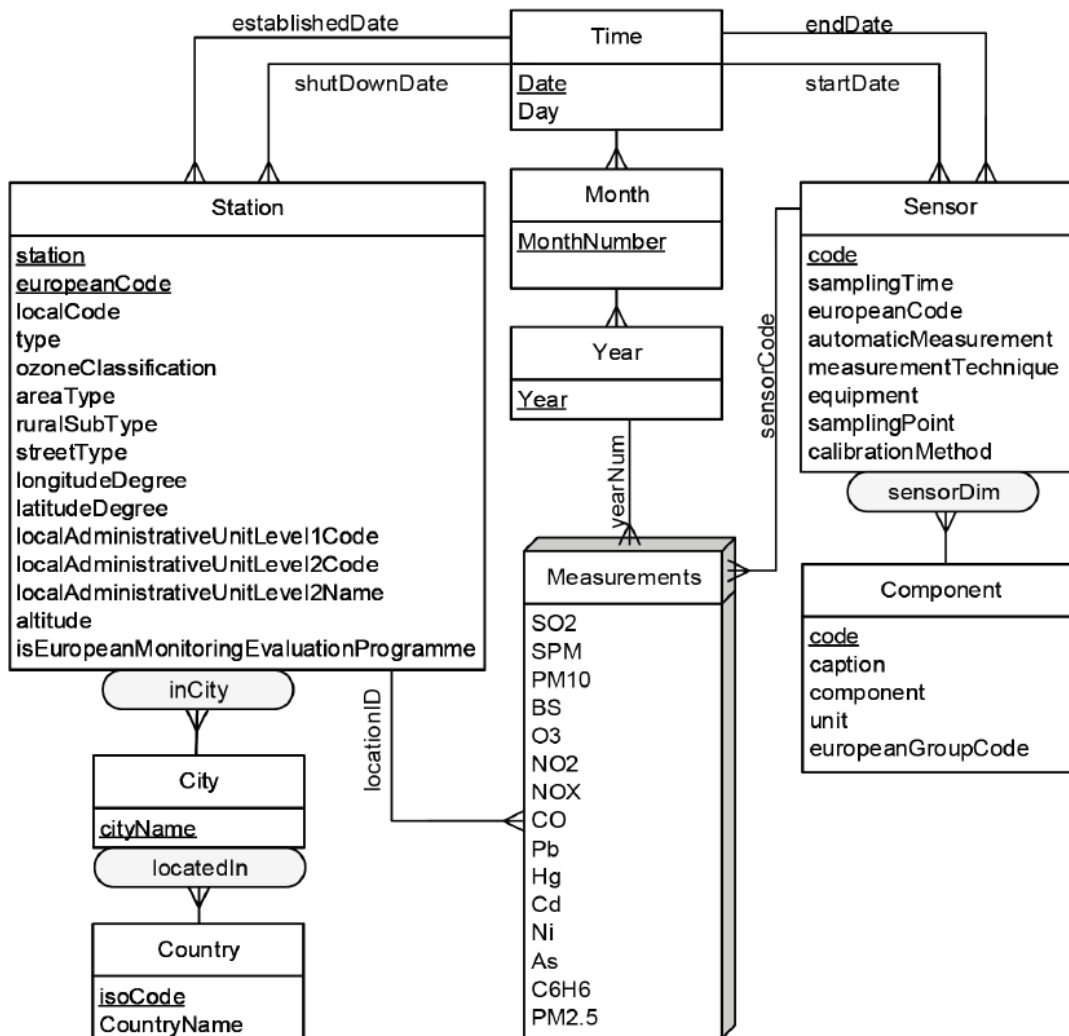 establishedDate
shutDownDate
Time
Date
Day
endDate
startDate
Month
MonthNumber
Year
Year
yearNum
Station
station
europeanCode
localCode
type
ozoneClassification
areaType
ruralSubType
streetType
longitudeDegree
latitudeDegree
localAdministrativeUnitLevel1Code
localAdministrativeUnitLevel2Code
localAdministrativeUnitLevel2Name
altitude
isEuropeanMonitoringEvaluationProgramme
Sensor
code
samplingTime
europeanCode
automaticMeasurement
measurementTechnique
equipment
samplingPoint
calibrationMethod
sensorCode
sensorDim
Component
code
caption
component
unit
europeanGroupCode
inCity
City
cityName
locatedIn
Country
isoCode
CountryName
locationID
Measurements
SO2
SPM
PM10
BS
O3
NO2
NOX
CO
Pb
Hg
Cd
Ni
As
C6H6
PM2.5